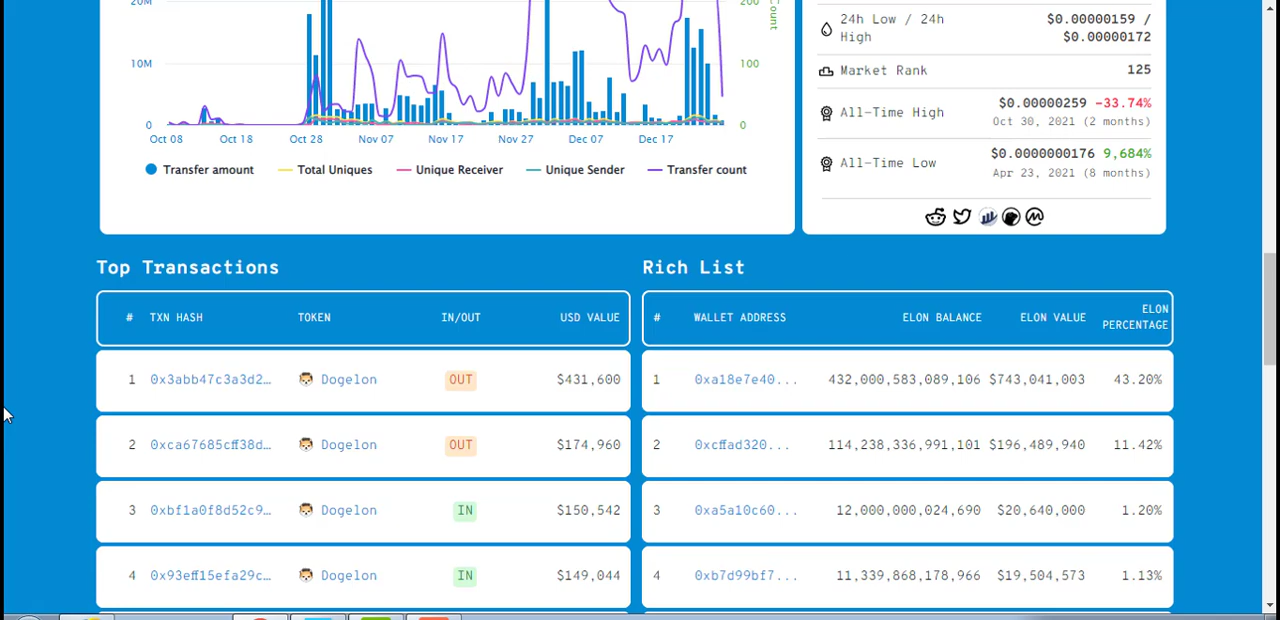 20M
200
Count
10M
100
0
0
Oct 08 Oct 18 Oct 28 Nov 07 Nov 17 Nov 27 Dec 07 Dec 17
Transfer amount Total Uniques Unique Receiver Unique Sender Transfer count
24h Low / 24h High $0.00000159 / $0.00000172
Market Rank 125
All-Time High $0.00000259 -33.74%
Oct 30, 2021 (2 months)
All-Time Low $0.0000000176 9,684%
Apr 23, 2021 (8 months)
Top Transactions
# TXN HASH TOKEN IN/OUT USD VALUE
1 0x3abb47c3a3d2… Dogelon OUT $431,600
2 0xca67685cff38d… Dogelon OUT $174,960
3 0xbf1a0f8d52c9… Dogelon IN $150,542
4 0x93eff15efa29c… Dogelon IN $149,044
Rich List
# WALLET ADDRESS ELON BALANCE ELON VALUE ELON PERCENTAGE
1 0xa18e7e40... 432,000,583,089,106 $743,041,003 43.20%
2 0xcffad320... 114,238,336,991,101 $196,489,940 11.42%
3 0xa5a10c60... 12,000,000,024,690 $20,640,000 1.20%
4 0xb7d99bf7... 11,339,868,178,966 $19,504,573 1.13%